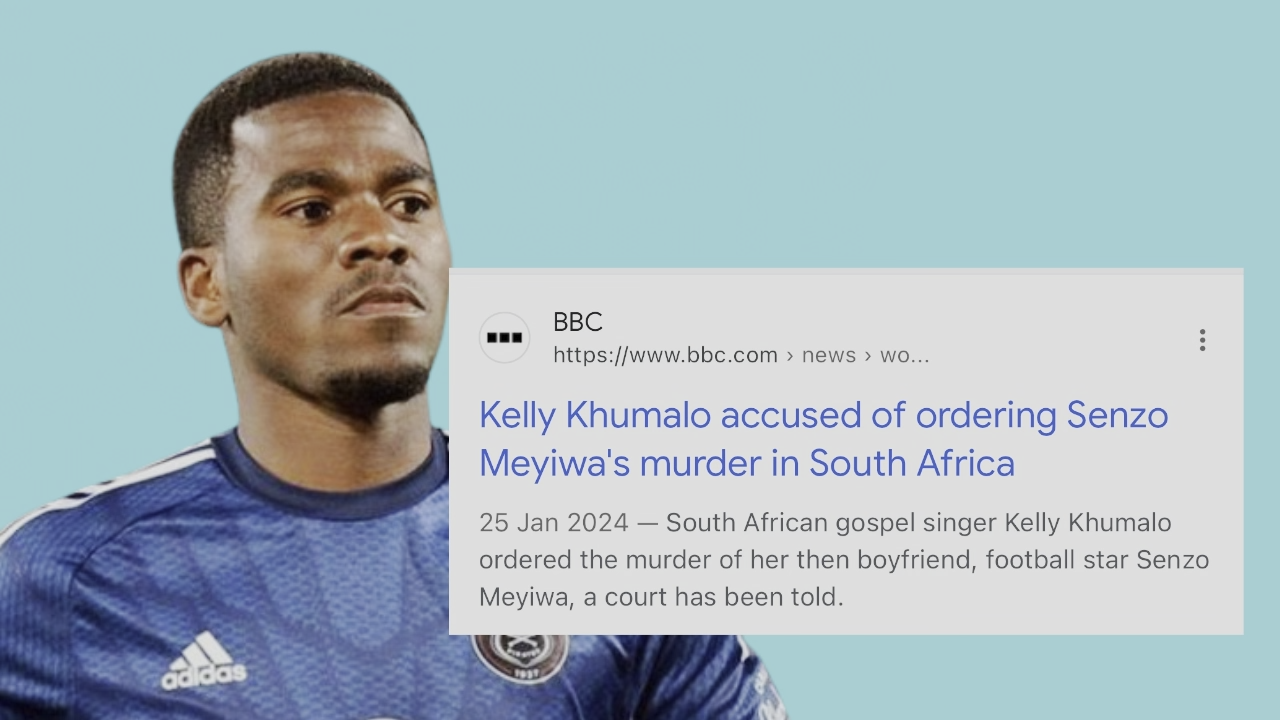 BBC
https://www.bbc.com › news › wo...
Kelly Khumalo accused of ordering Senzo
Meyiwa's murder in South Africa
25 Jan 2024 — South African gospel singer Kelly Khumalo
ordered the murder of her then boyfriend, football star Senzo
Meyiwa, a court has been told.
adidas
PIRATES
1937